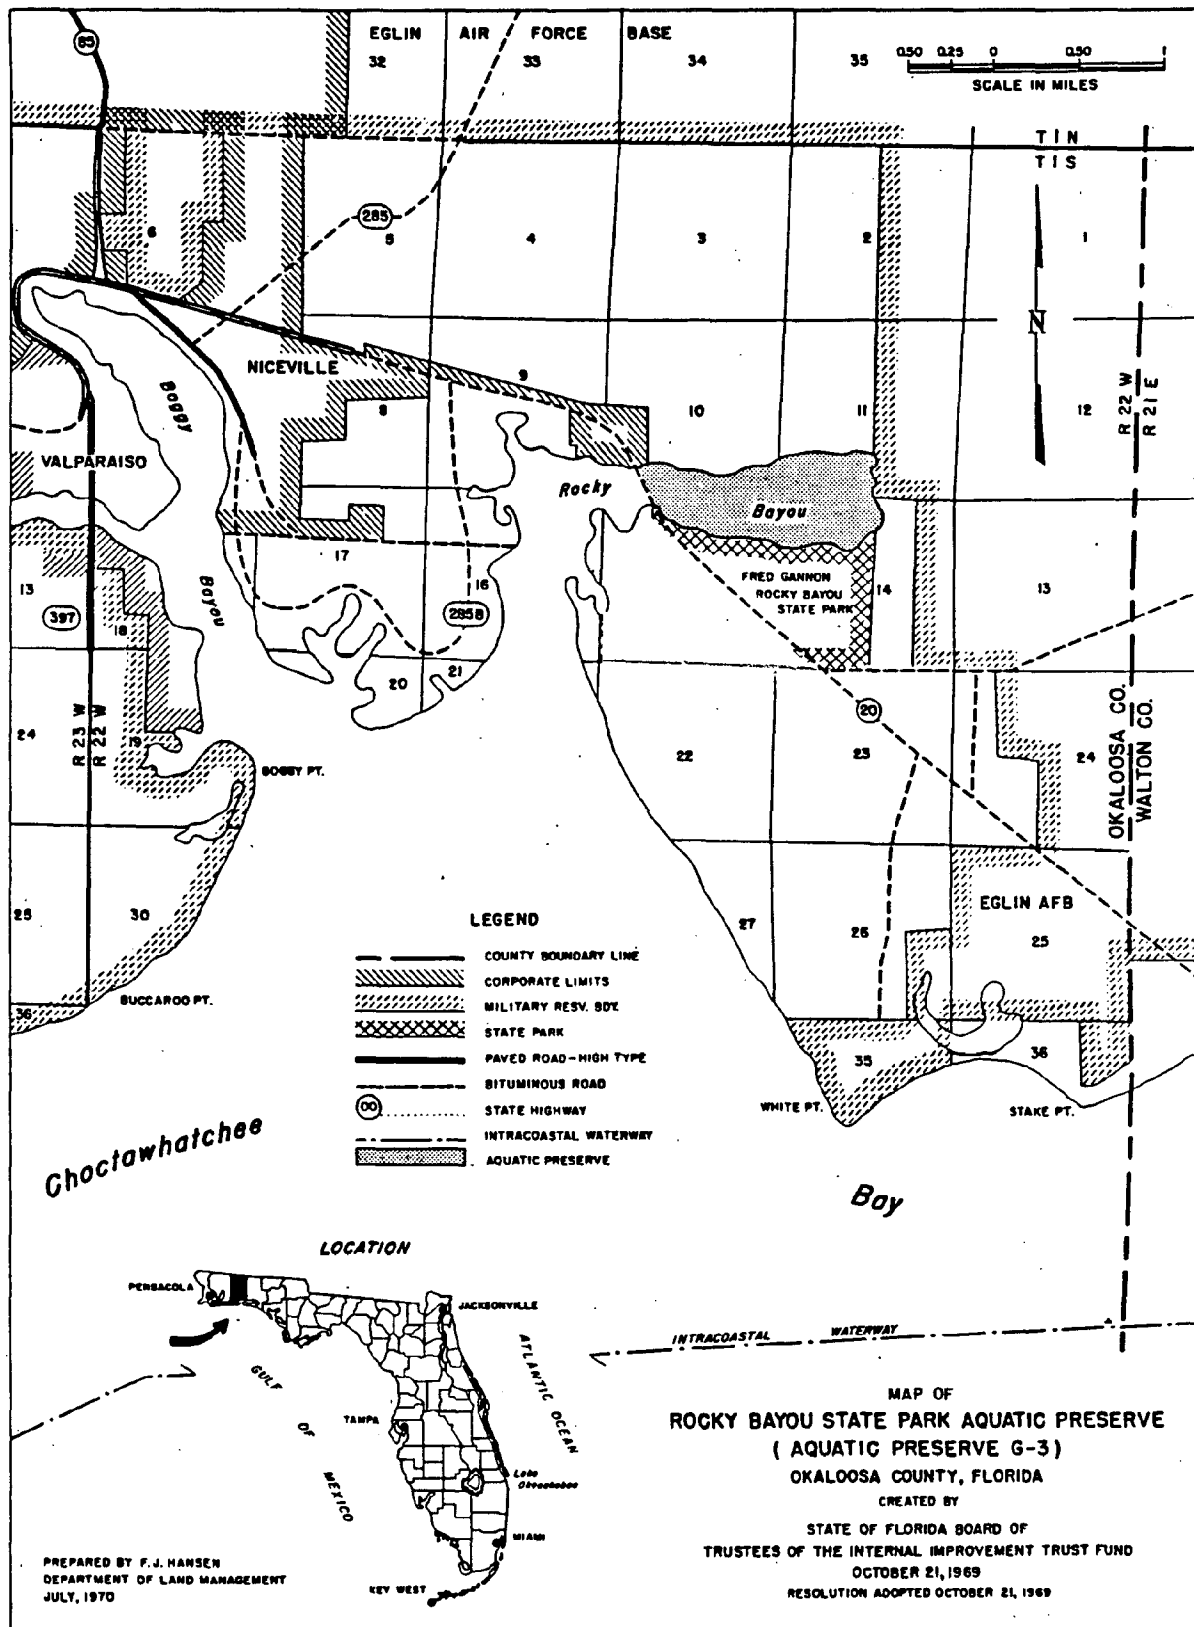 EGLIN AIR FORCE BASE
85
32
33
34
35
0.50 0.25 0 0.50 1
SCALE IN MILES
T I N
T I S
285
6
5
4
3
2
1
N
R 22 W
R 21 E
NICEVILLE
9
8
10
11
12
Boggy
VALPARAISO
Rocky
Bayou
17
16
13
Bayou
FRED GANNON
ROCKY BAYOU
STATE PARK
14
13
397
18
285B
20
21
20
24
R 23 W
R 22 W
19
22
23
24
OKALOOSA CO.
WALTON CO.
BOGGY PT.
25
30
27
26
EGLIN AFB
25
36
BUCCAROO PT.
35
36
WHITE PT.
STAKE PT.
LEGEND
COUNTY BOUNDARY LINE
CORPORATE LIMITS
MILITARY RESV. BDY.
STATE PARK
PAVED ROAD-HIGH TYPE
BITUMINOUS ROAD
00 STATE HIGHWAY
INTRACOASTAL WATERWAY
AQUATIC PRESERVE
Choctawhatchee
Bay
LOCATION
PENSACOLA
JACKSONVILLE
ATLANTIC OCEAN
GULF
OF
MEXICO
TAMPA
Lake
Okeechobee
MIAMI
KEY WEST
INTRACOASTAL WATERWAY
MAP OF
ROCKY BAYOU STATE PARK AQUATIC PRESERVE
( AQUATIC PRESERVE G-3)
OKALOOSA COUNTY, FLORIDA
CREATED BY
STATE OF FLORIDA BOARD OF
TRUSTEES OF THE INTERNAL IMPROVEMENT TRUST FUND
OCTOBER 21, 1969
RESOLUTION ADOPTED OCTOBER 21, 1969
PREPARED BY F. J. HANSEN
DEPARTMENT OF LAND MANAGEMENT
JULY, 1970